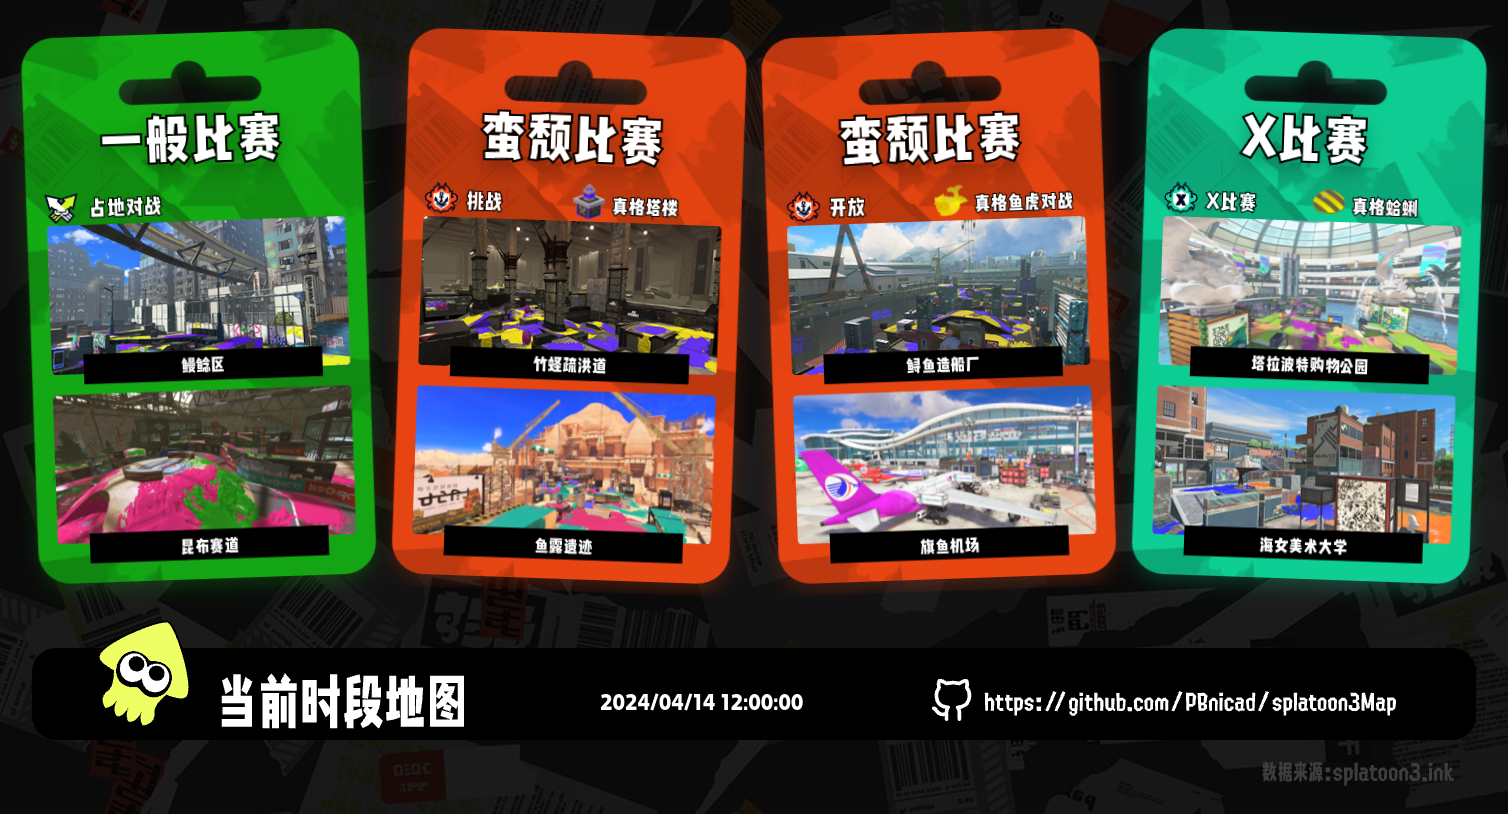 一般比赛
占地对战
鳗鲶区
昆布赛道
蛮颓比赛
挑战
真格塔楼
竹蛏疏洪道
鱼露遗迹
蛮颓比赛
开放
真格鱼虎对战
鲟鱼造船厂
旗鱼机场
X比赛
X比赛
真格蛤蜊
塔拉波特购物公园
海女美术大学
当前时段地图
2024/04/14 12:00:00
https://github.com/PBnicad/splatoon3Map
数据来源:splatoon3.ink